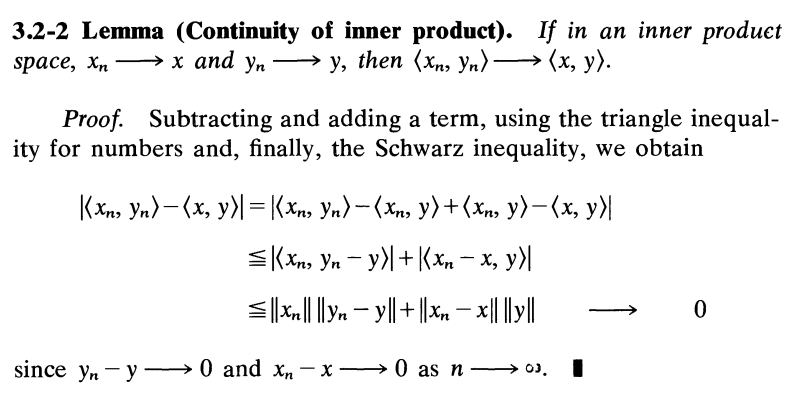 3.2-2 Lemma (Continuity of inner product). If in an inner product
space, xₙ ⟶ x and yₙ ⟶ y, then ⟨xₙ, yₙ⟩ ⟶ ⟨x, y⟩.
Proof. Subtracting and adding a term, using the triangle inequal-
ity for numbers and, finally, the Schwarz inequality, we obtain
|⟨xₙ, yₙ⟩ − ⟨x, y⟩| = |⟨xₙ, yₙ⟩ − ⟨xₙ, y⟩ + ⟨xₙ, y⟩ − ⟨x, y⟩|
≦ |⟨xₙ, yₙ − y⟩| + |⟨xₙ − x, y⟩|
≦ ‖xₙ‖ ‖yₙ − y‖ + ‖xₙ − x‖ ‖y‖ ⟶ 0
since yₙ − y ⟶ 0 and xₙ − x ⟶ 0 as n ⟶ ∞. ∎